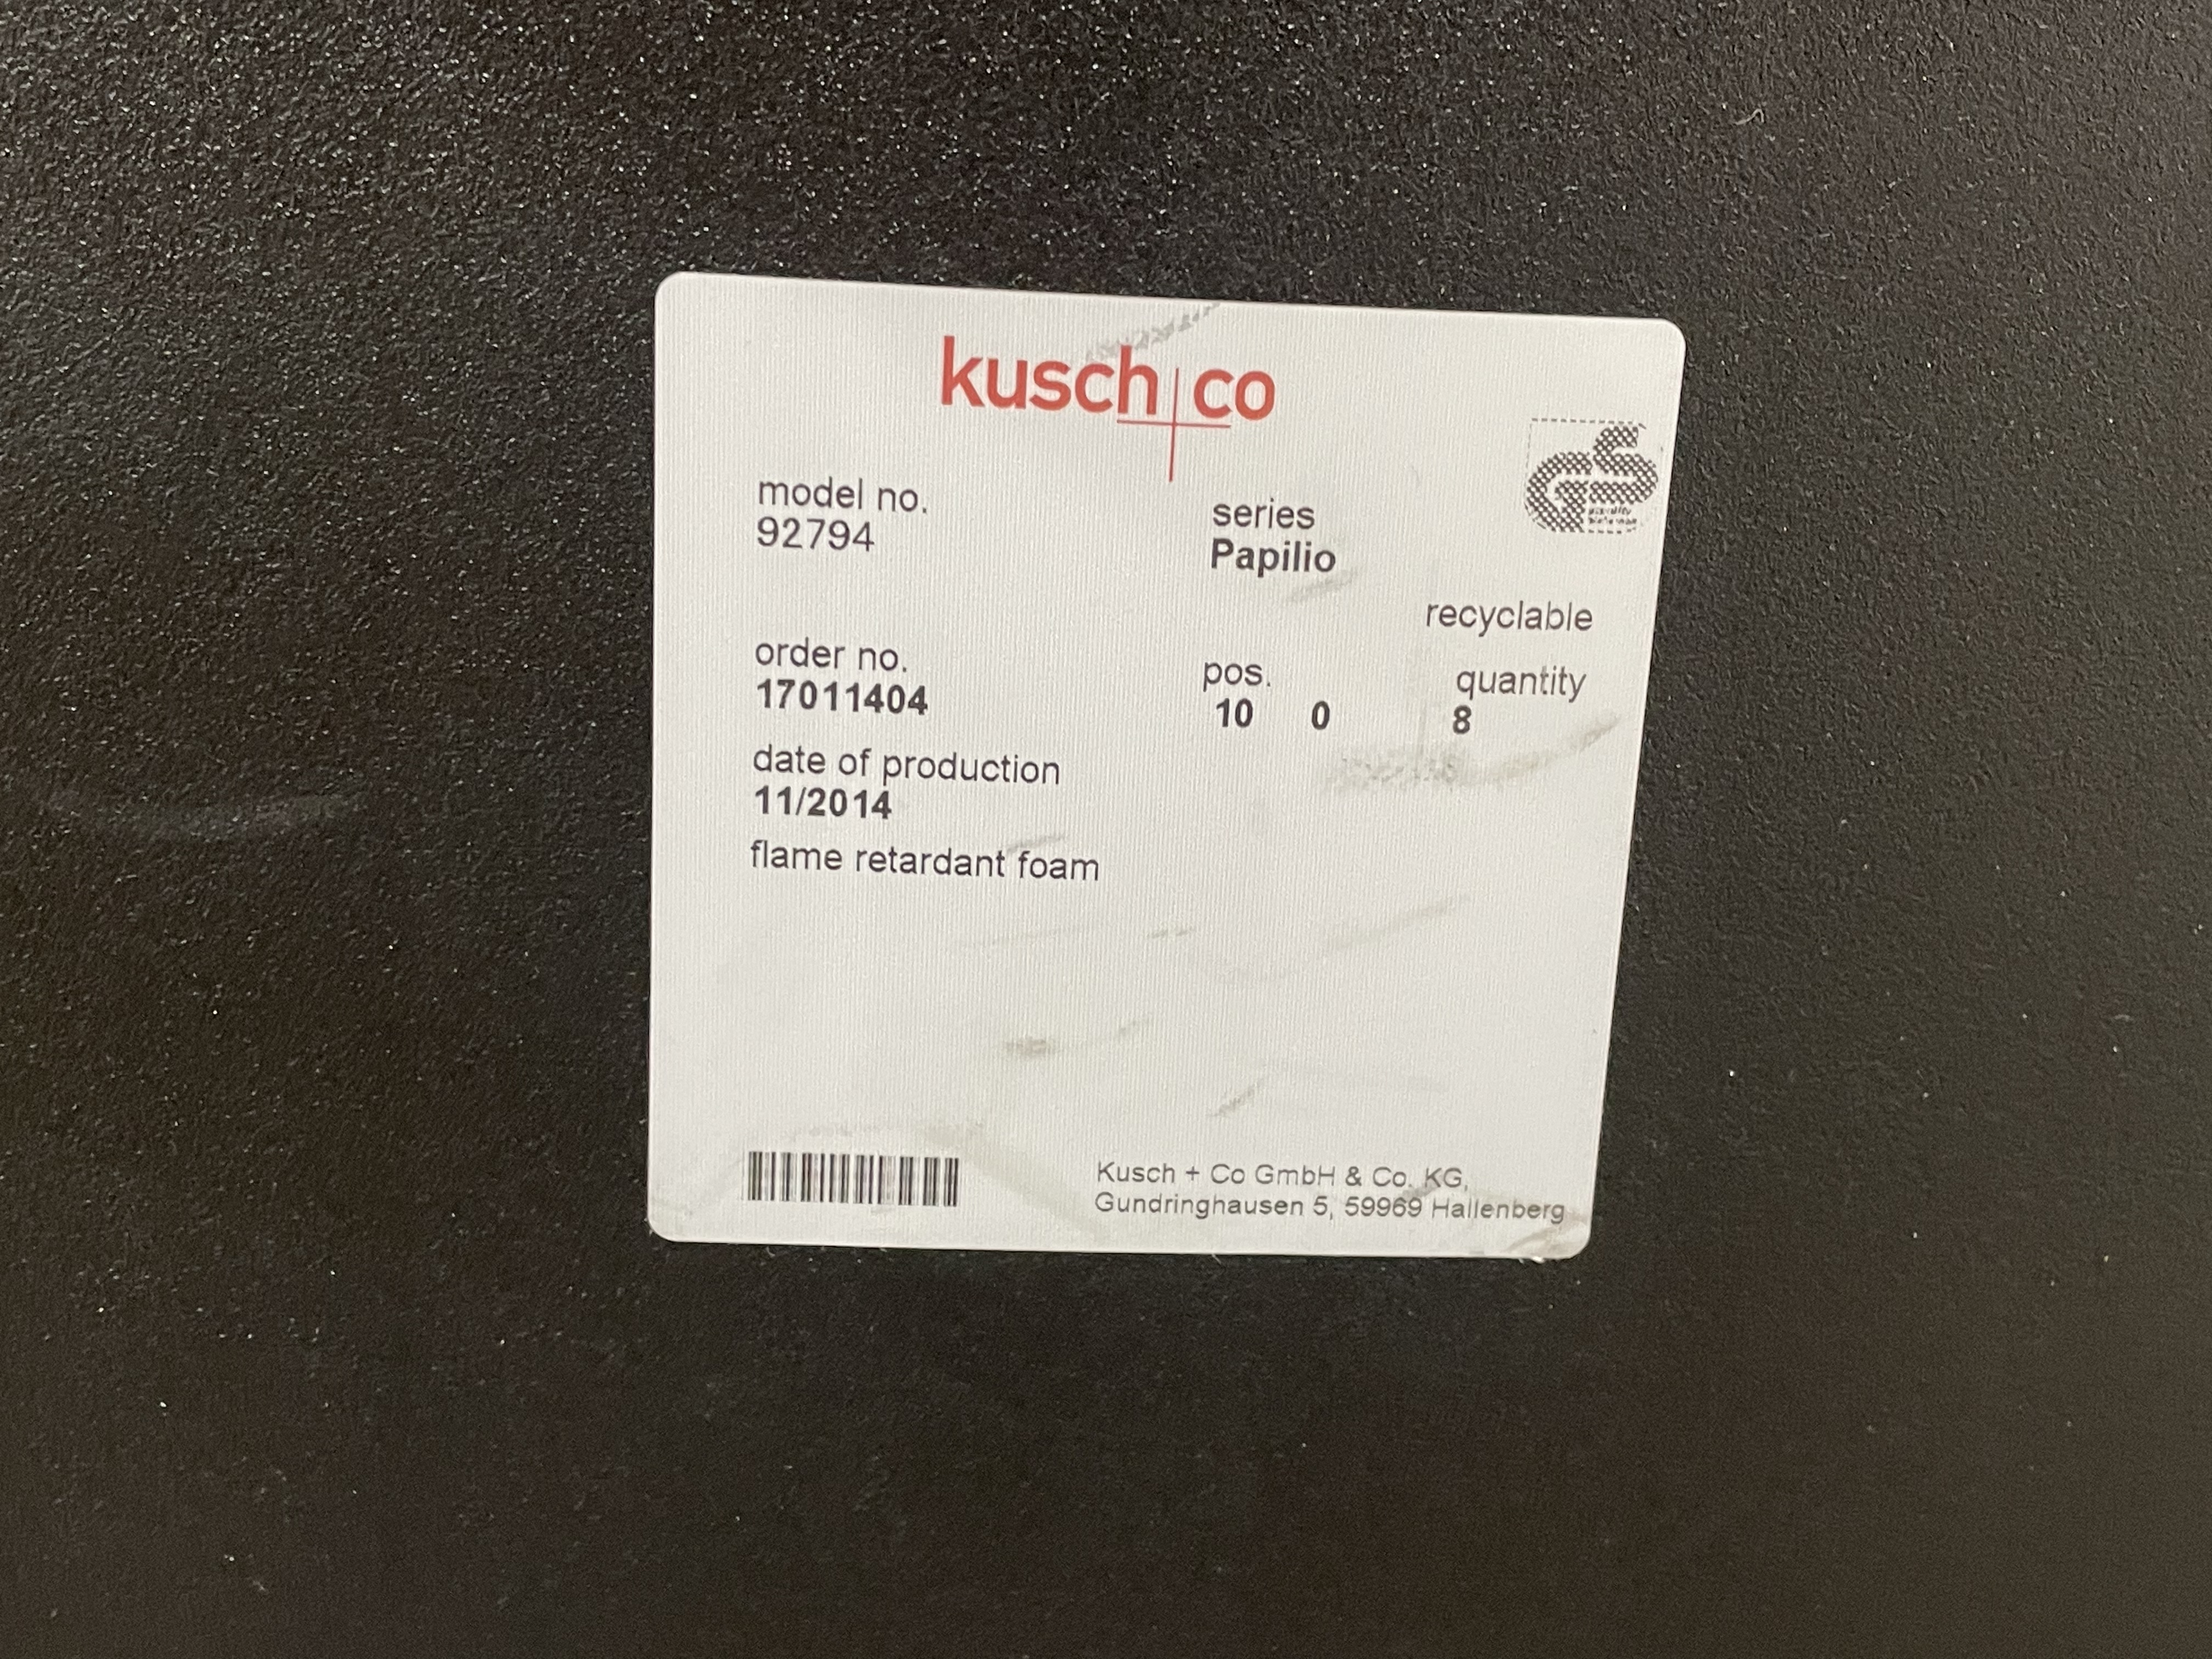 kusch+co
model no.
92794
series
Papilio
recyclable
order no.
17011404
pos.
10 0
quantity
8
date of production
11/2014
flame retardant foam
Kusch + Co GmbH & Co. KG,
Gundringhausen 5, 59969 Hallenberg